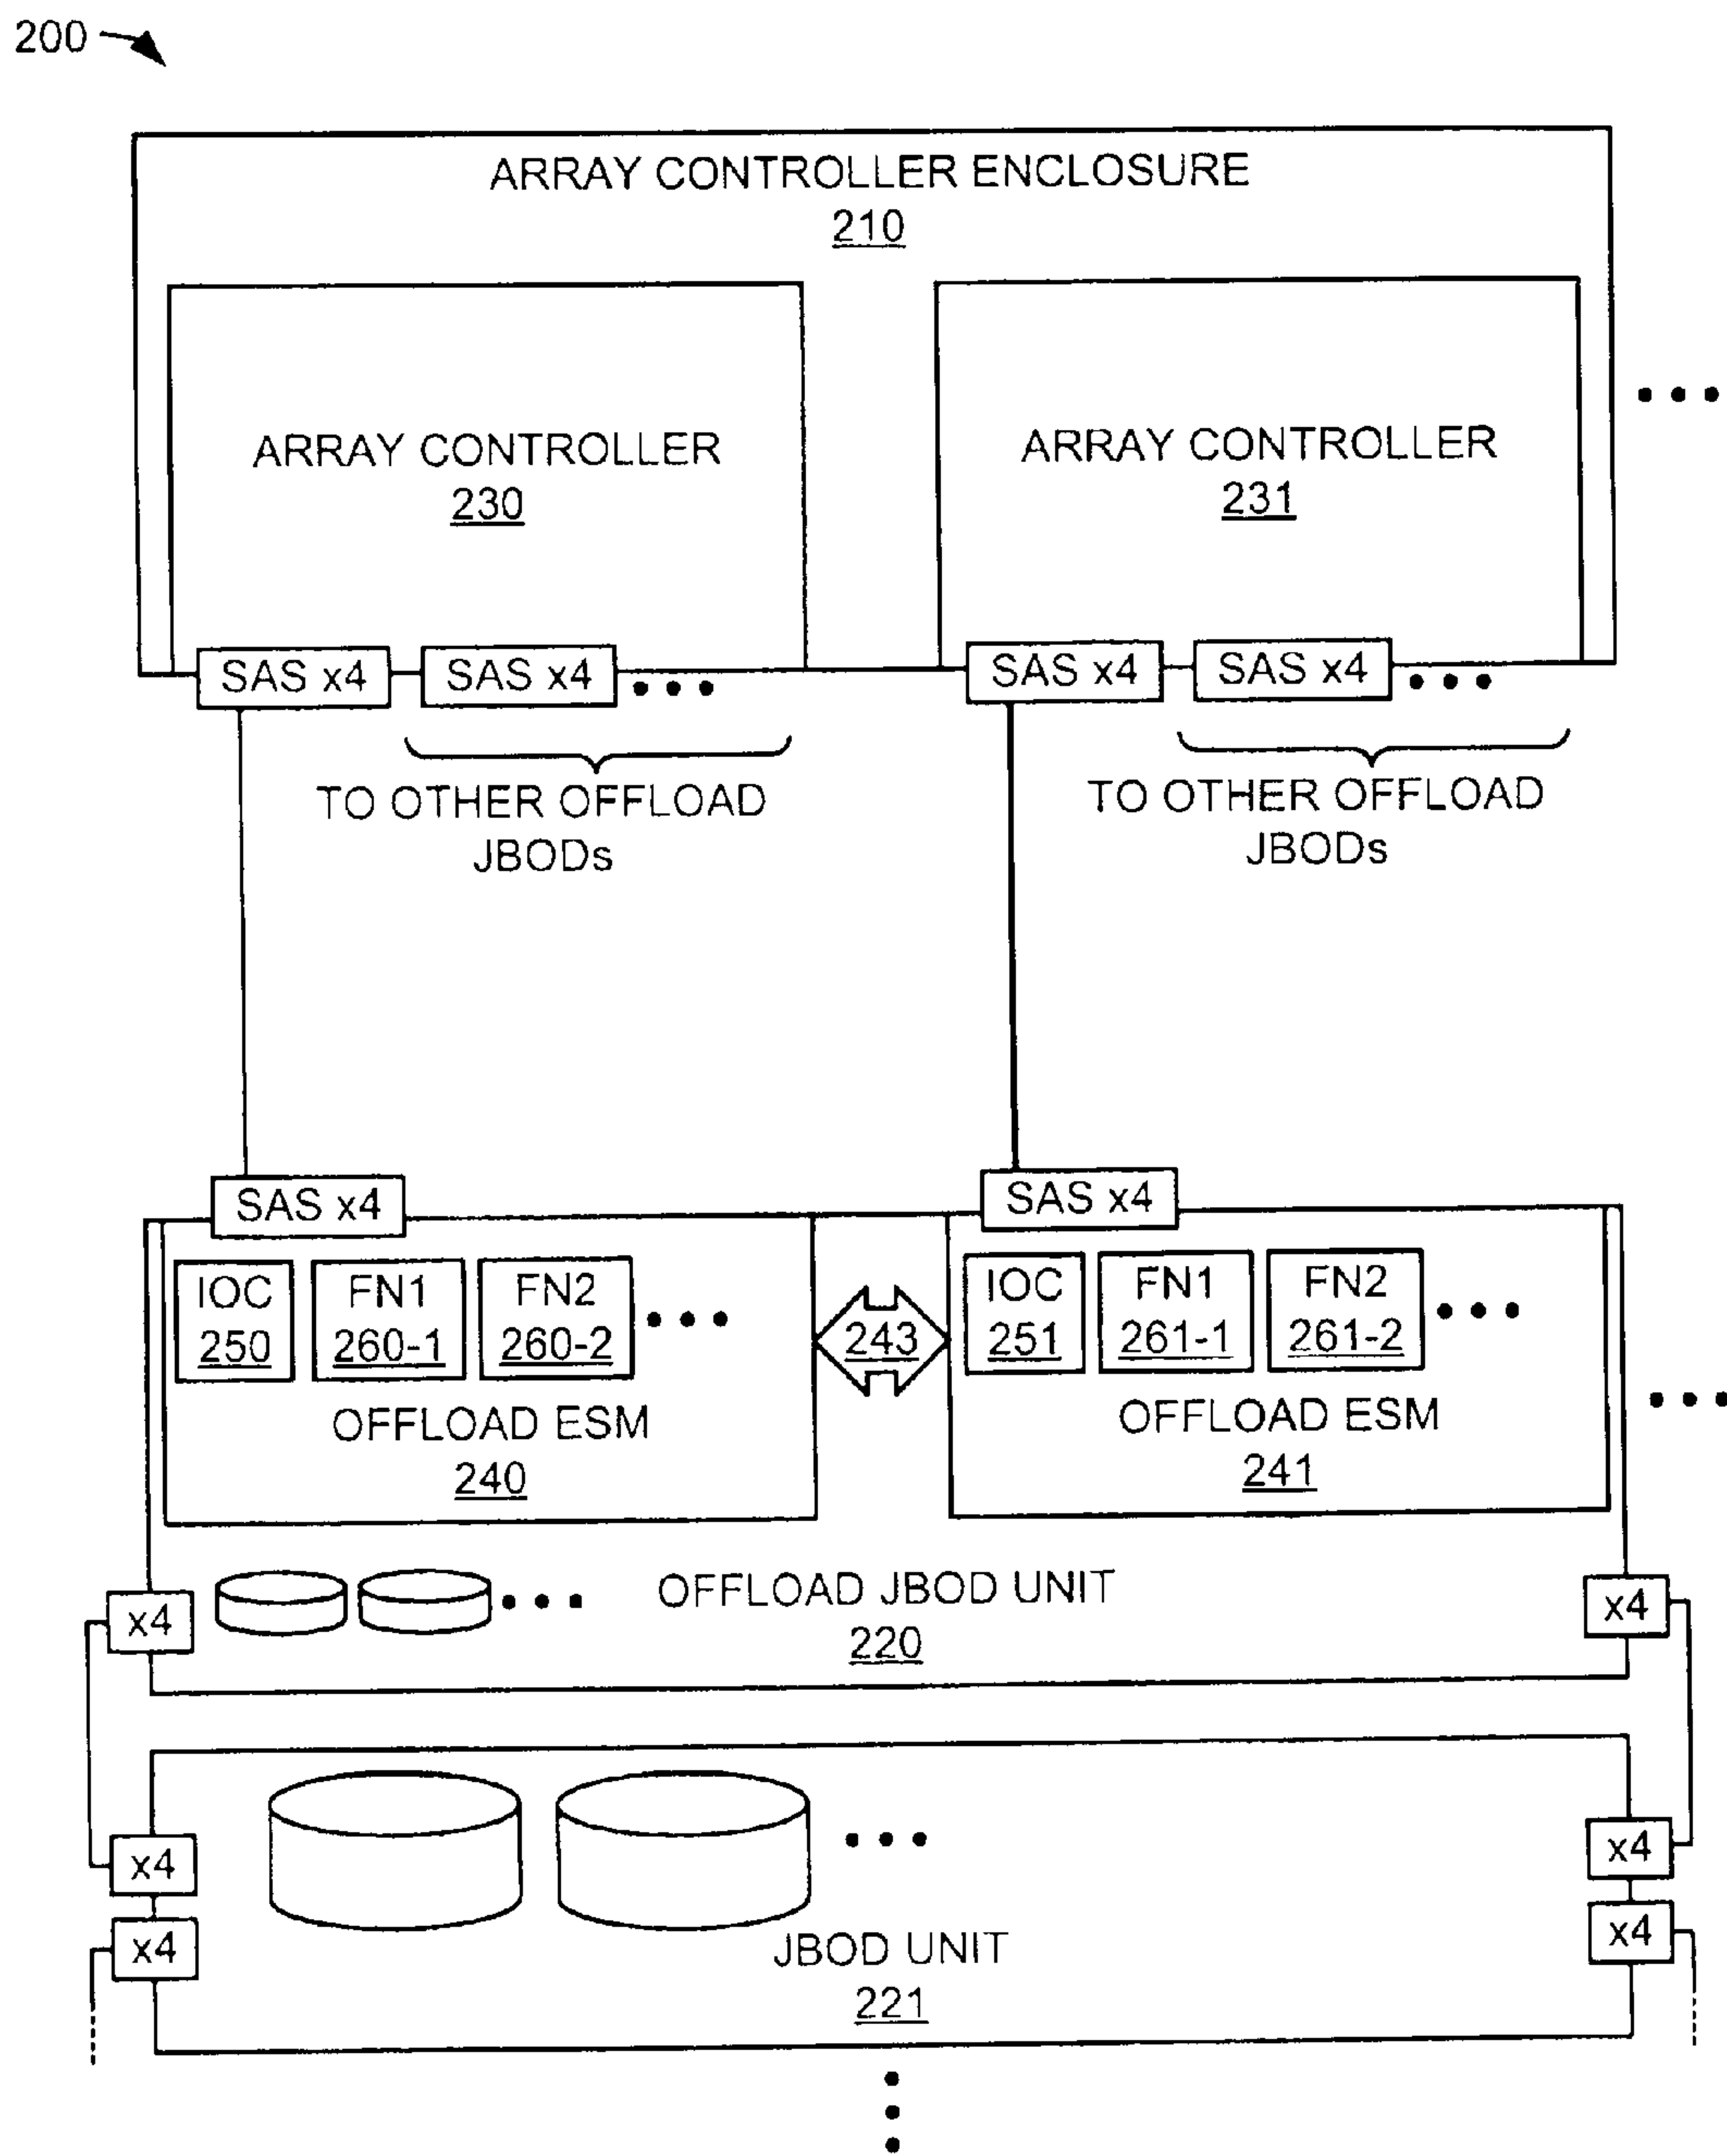 200
ARRAY CONTROLLER ENCLOSURE
210
ARRAY CONTROLLER
230
ARRAY CONTROLLER
231
SAS x4
SAS x4
SAS x4
SAS x4
TO OTHER OFFLOAD
JBODs
TO OTHER OFFLOAD
JBODs
SAS x4
SAS x4
IOC
250
FN1
260-1
FN2
260-2
243
IOC
251
FN1
261-1
FN2
261-2
OFFLOAD ESM
240
OFFLOAD ESM
241
x4
OFFLOAD JBOD UNIT
220
x4
x4
x4
x4
x4
JBOD UNIT
221